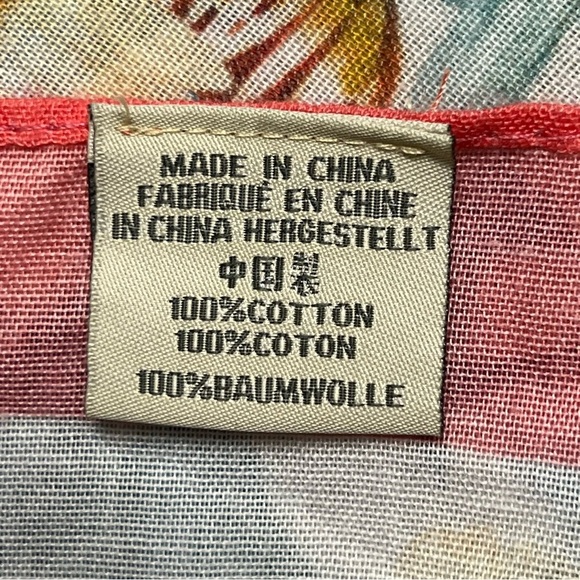 MADE IN CHINA
FABRIQUÉ EN CHINE
IN CHINA HERGESTELLT
中国製
100%COTTON
100%COTON
100%BAUMWOLLE